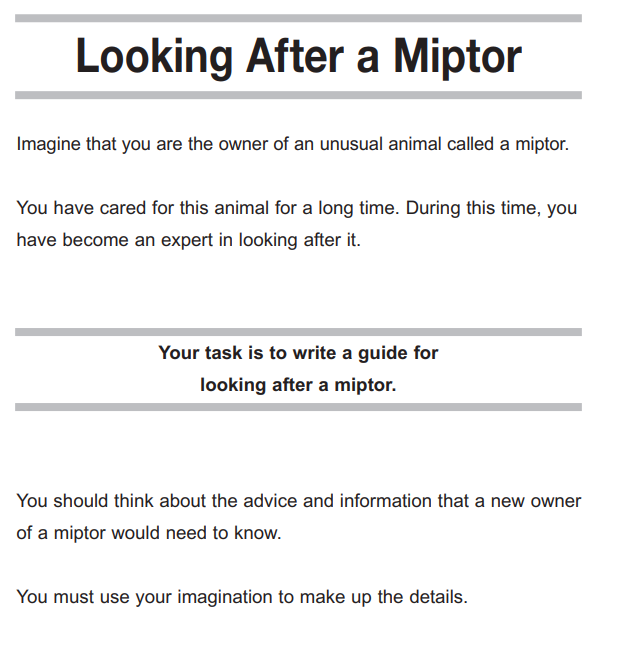 Looking After a Miptor
Imagine that you are the owner of an unusual animal called a miptor.
You have cared for this animal for a long time. During this time, you
have become an expert in looking after it.
Your task is to write a guide for
looking after a miptor.
You should think about the advice and information that a new owner
of a miptor would need to know.
You must use your imagination to make up the details.